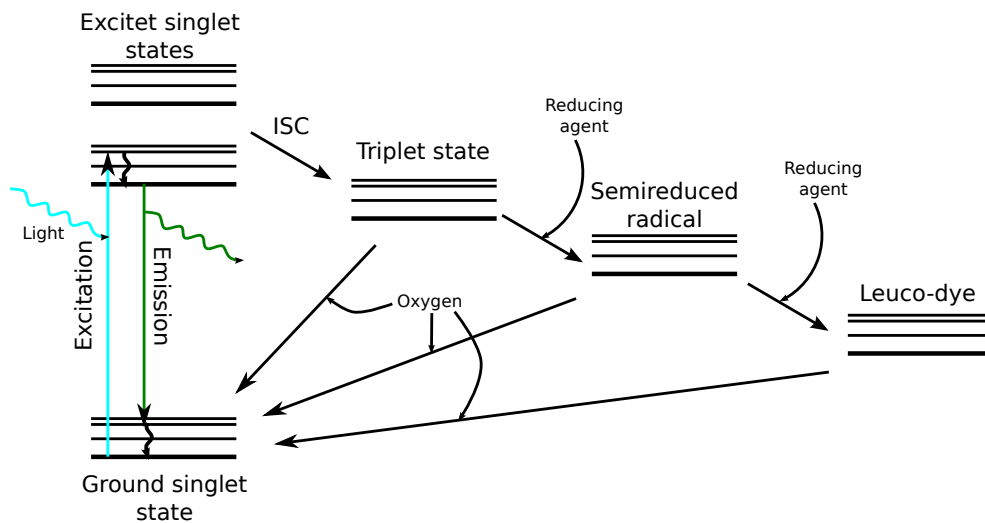 Excitet singlet
states
ISC
Triplet state
Reducing
agent
Semireduced
radical
Reducing
agent
Leuco-dye
Light
Excitation
Emission
Oxygen
Ground singlet
state